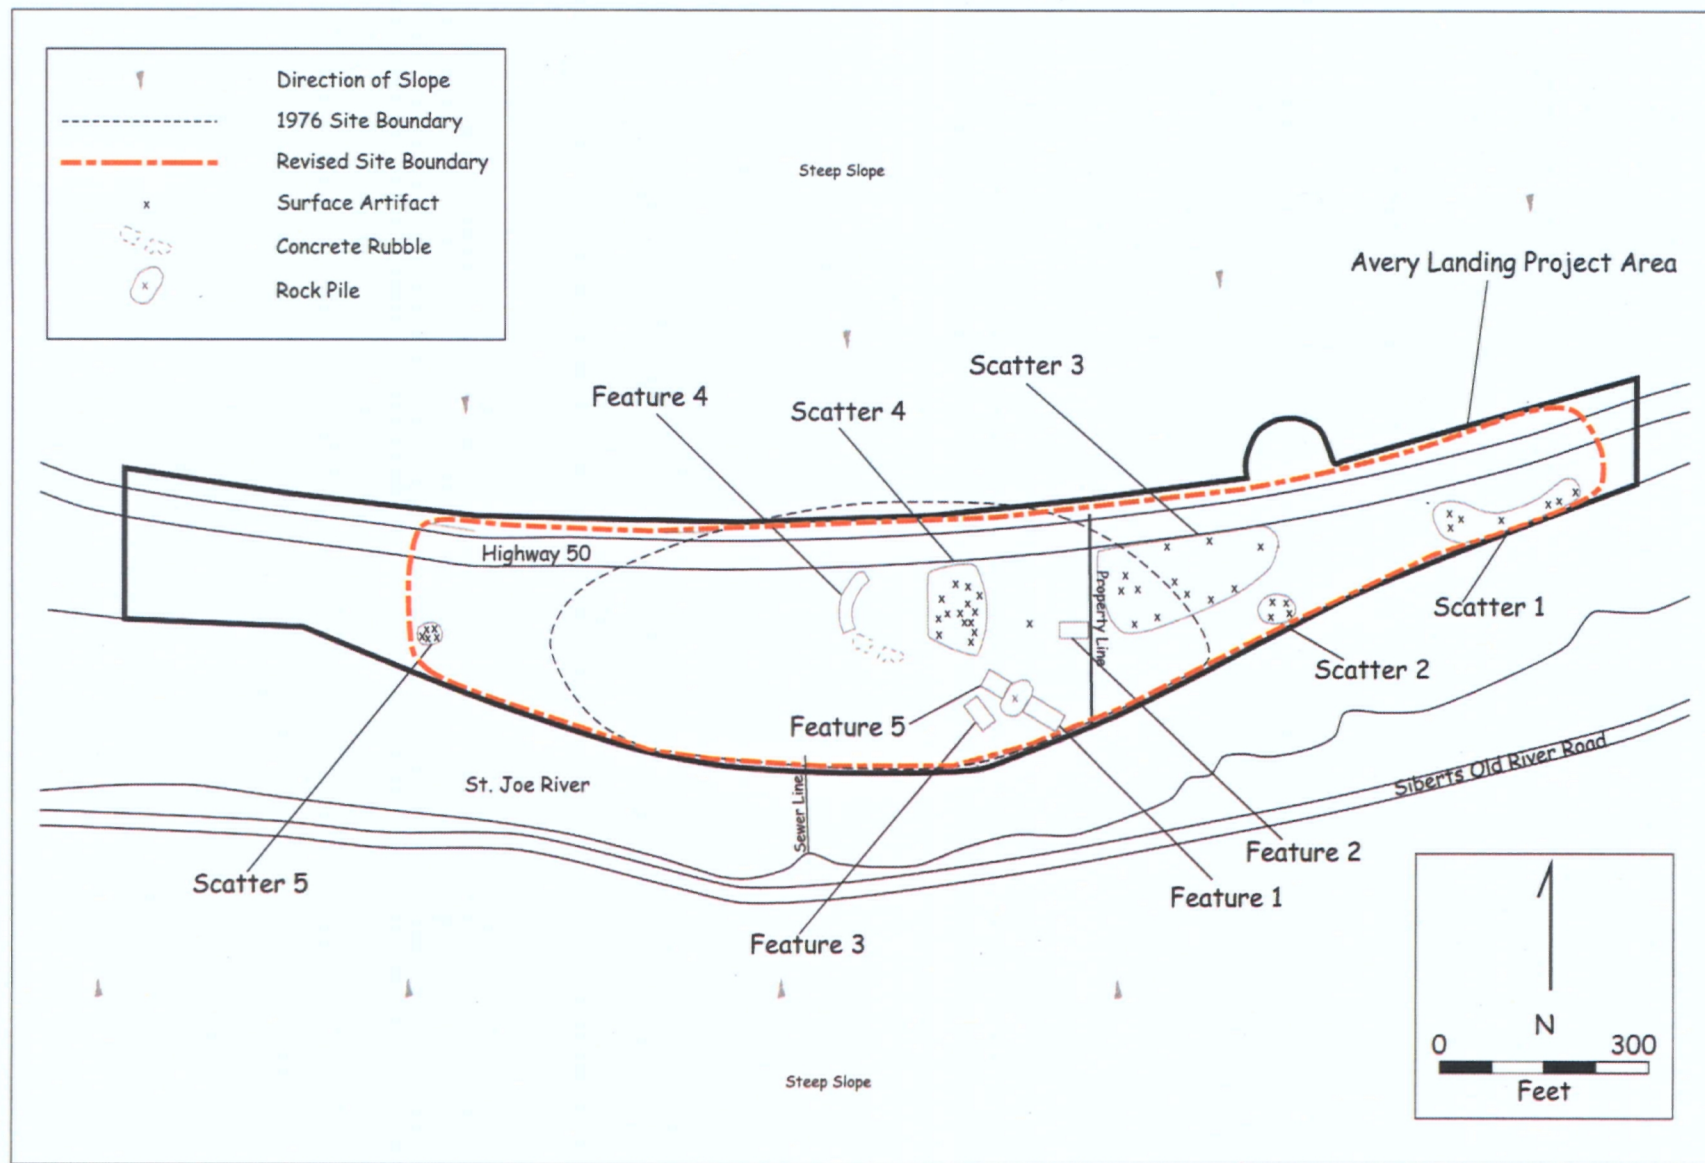 Direction of Slope
1976 Site Boundary
Revised Site Boundary
x Surface Artifact
Concrete Rubble
x Rock Pile
Steep Slope
Avery Landing Project Area
Scatter 3
Feature 4
Scatter 4
Highway 50
Property Line
Scatter 1
Scatter 2
Feature 5
St. Joe River
Sewer Line
Siberts Old River Road
Feature 2
Scatter 5
Feature 1
Feature 3
N
0 300
Feet
Steep Slope